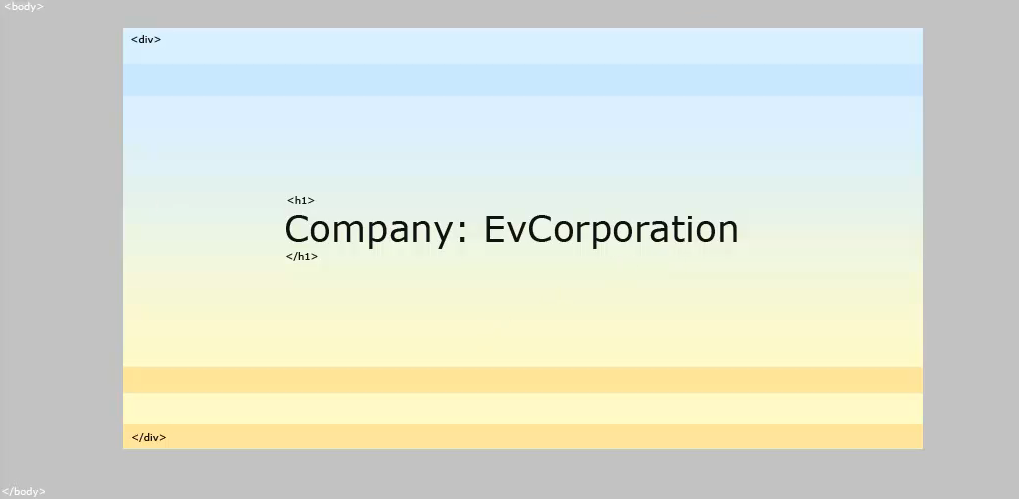 <body>
<div>
<h1>
Company: EvCorporation
</h1>
</div>
</body>